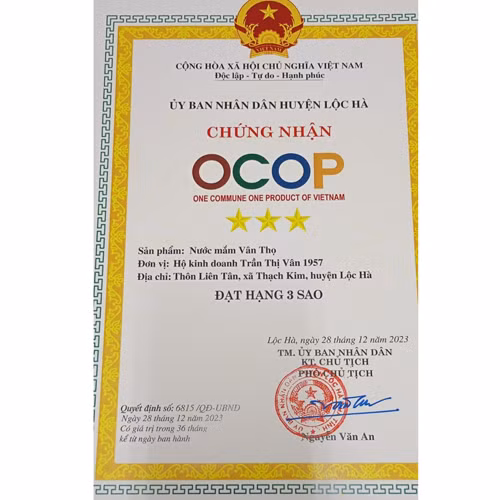 CỘNG HÒA XÃ HỘI CHỦ NGHĨA VIỆT NAM
Độc lập - Tự do - Hạnh phúc
ỦY BAN NHÂN DÂN HUYỆN LỘC HÀ
CHỨNG NHẬN
OCOP
ONE COMMUNE ONE PRODUCT OF VIETNAM
Sản phẩm: Nước mắm Vân Thọ
Đơn vị: Hộ kinh doanh Trần Thị Vân 1957
Địa chỉ: Thôn Liên Tân, xã Thạch Kim, huyện Lộc Hà
ĐẠT HẠNG 3 SAO
Lộc Hà, ngày 28 tháng 12 năm 2023
TM. ỦY BAN NHÂN DÂN
KT. CHỦ TỊCH
PHÓ CHỦ TỊCH
Quyết định số: 6815 /QĐ-UBND
Ngày 28 tháng 12 năm 2023
Có giá trị trong 36 tháng
kể từ ngày ban hành
Nguyễn Văn An